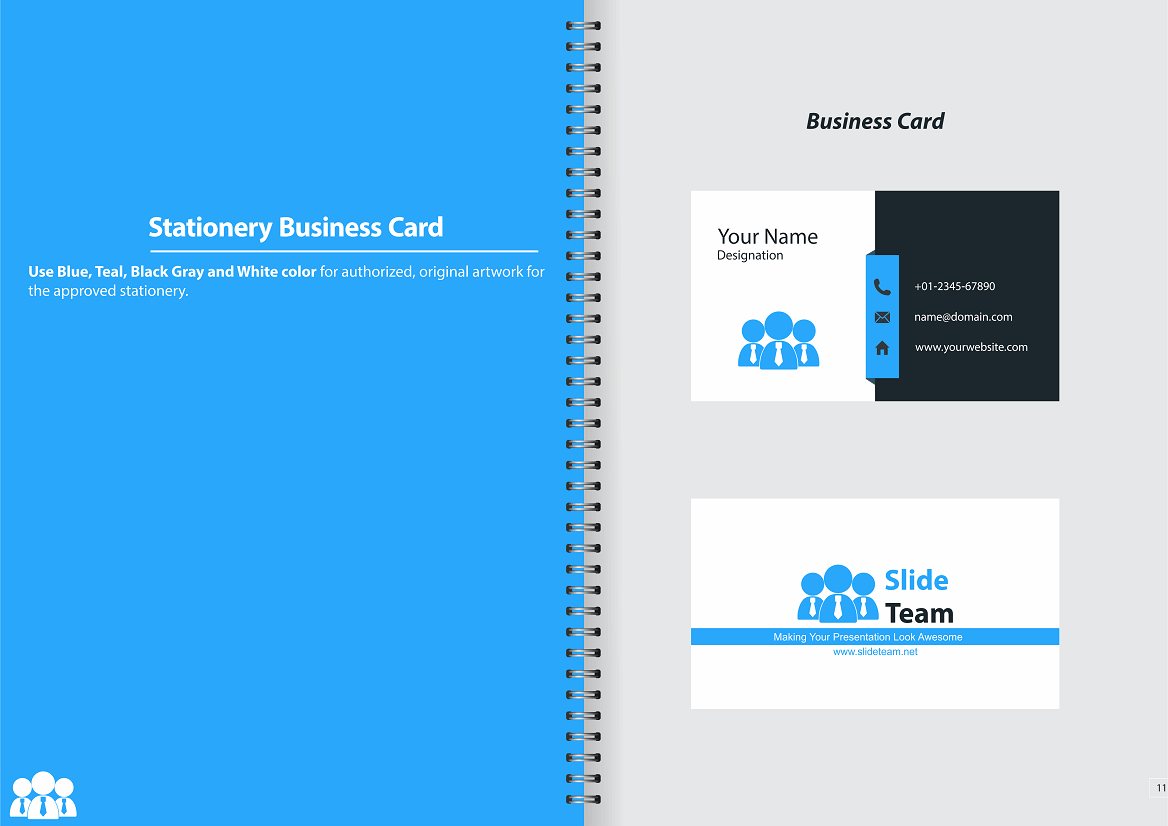 Stationery Business Card
Use Blue, Teal, Black Gray and White color for authorized, original artwork for
the approved stationery.
Business Card
Your Name
Designation
+01-2345-67890
name@domain.com
www.yourwebsite.com
Slide
Team
Making Your Presentation Look Awesome
www.slideteam.net
11